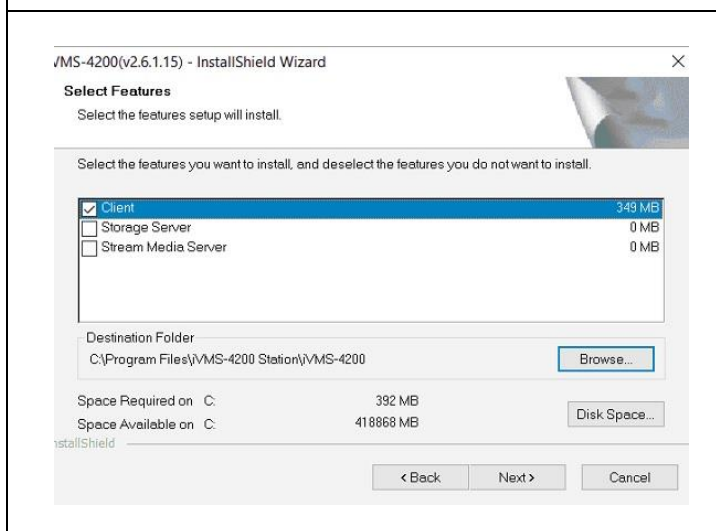 iVMS-4200(v2.6.1.15) - InstallShield Wizard
Select Features
Select the features setup will install.
Select the features you want to install, and deselect the features you do not want to install.
Client 349 MB
Storage Server 0 MB
Stream Media Server 0 MB
Destination Folder
C:\Program Files\iVMS-4200 Station\iVMS-4200
Browse...
Space Required on C: 392 MB
Space Available on C: 418868 MB
Disk Space...
InstallShield
< Back Next > Cancel